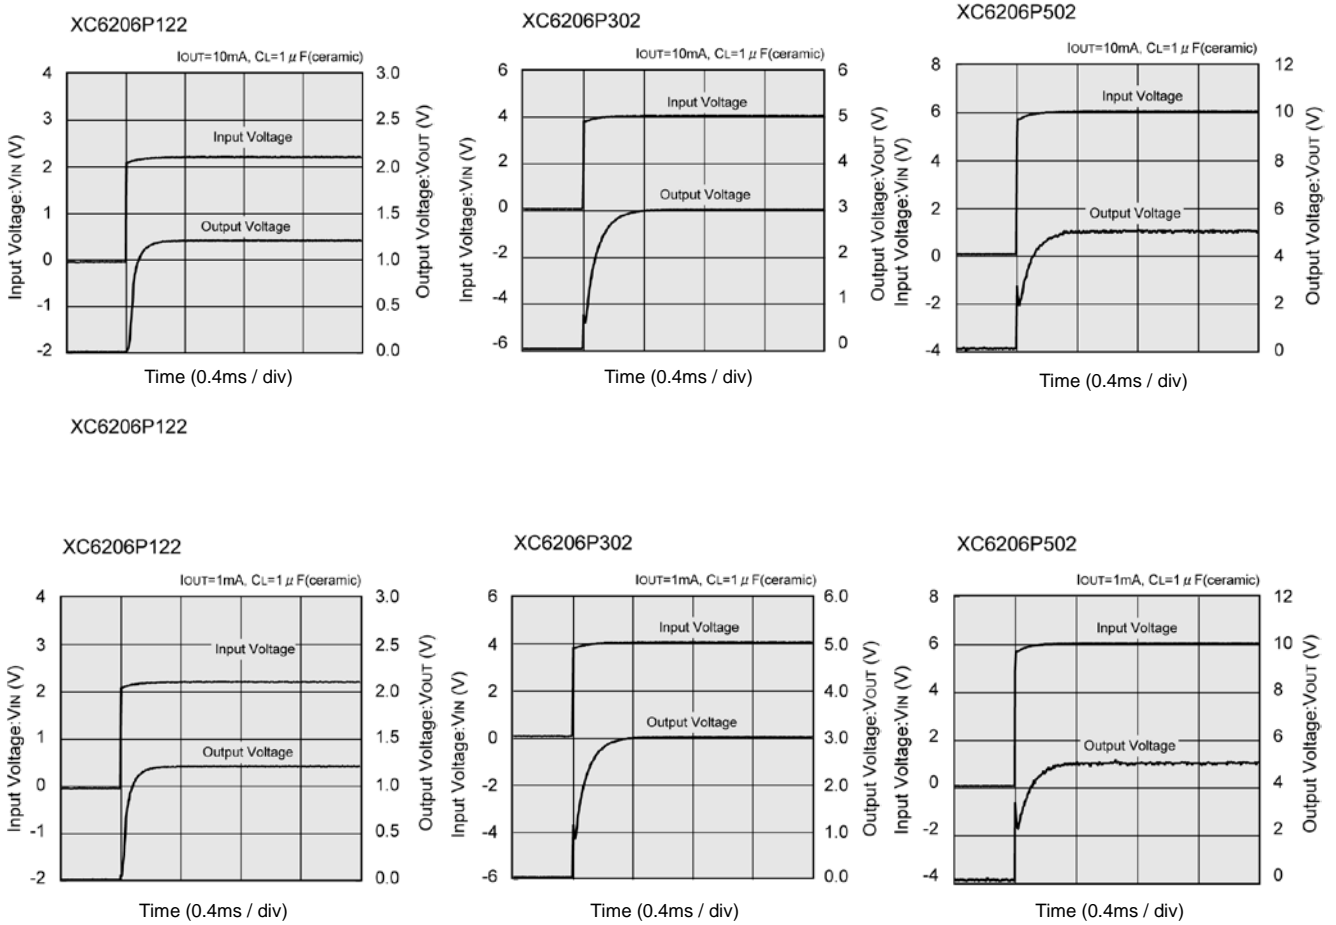 XC6206P122
IOUT=10mA, CL=1 μ F(ceramic)
Input Voltage:VIN (V)
4
3
2
1
0
-1
-2
Input Voltage
Output Voltage
3.0
2.5
2.0
1.5
1.0
0.5
0.0
Output Voltage:VOUT (V)
Time (0.4ms / div)
XC6206P302
IOUT=10mA, CL=1 μ F(ceramic)
Input Voltage:VIN (V)
6
4
2
0
-2
-4
-6
Input Voltage
Output Voltage
6
5
4
3
2
1
0
Output Voltage:VOUT (V)
Time (0.4ms / div)
XC6206P502
IOUT=10mA, CL=1 μ F(ceramic)
Input Voltage:VIN (V)
8
6
4
2
0
-2
-4
Input Voltage
Output Voltage
12
10
8
6
4
2
0
Output Voltage:VOUT (V)
Time (0.4ms / div)
XC6206P122
XC6206P122
IOUT=1mA, CL=1 μ F(ceramic)
Input Voltage:VIN (V)
4
3
2
1
0
-1
-2
Input Voltage
Output Voltage
3.0
2.5
2.0
1.5
1.0
0.5
0.0
Output Voltage:VOUT (V)
Time (0.4ms / div)
XC6206P302
IOUT=1mA, CL=1 μ F(ceramic)
Input Voltage:VIN (V)
6
4
2
0
-2
-4
-6
Input Voltage
Output Voltage
6.0
5.0
4.0
3.0
2.0
1.0
0.0
Output Voltage:VOUT (V)
Time (0.4ms / div)
XC6206P502
IOUT=1mA, CL=1 μ F(ceramic)
Input Voltage:VIN (V)
8
6
4
2
0
-2
-4
Input Voltage
Output Voltage
12
10
8
6
4
2
0
Output Voltage:VOUT (V)
Time (0.4ms / div)